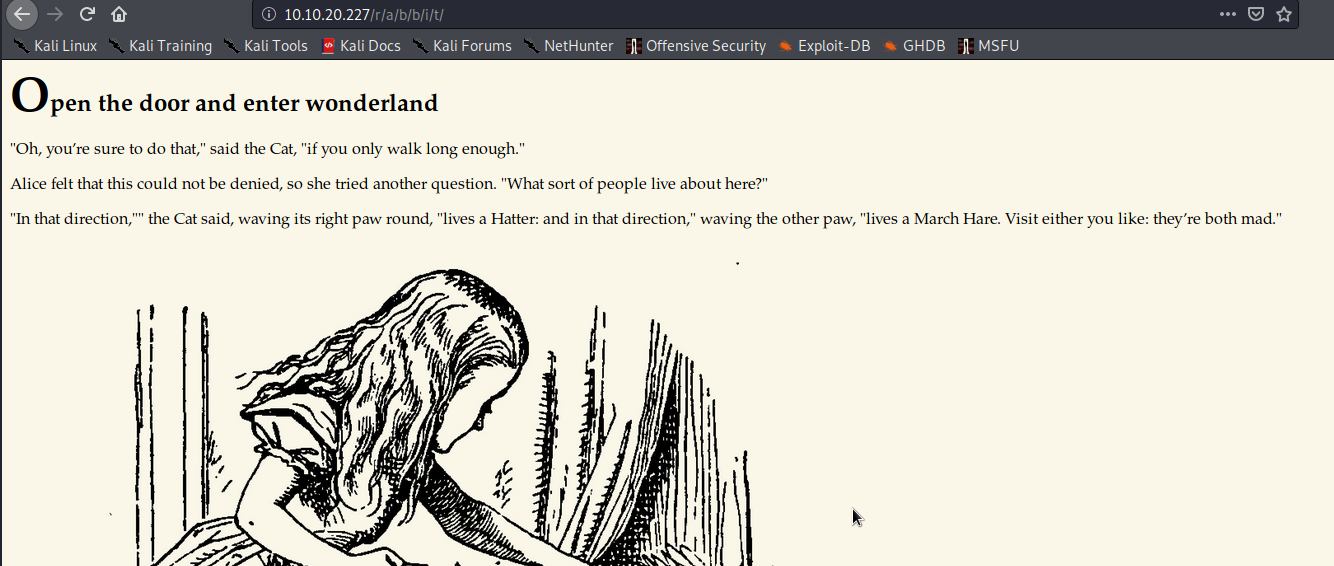 10.10.20.227/r/a/b/b/i/t/
Kali Linux Kali Training Kali Tools Kali Docs Kali Forums NetHunter Offensive Security Exploit-DB GHDB MSFU
Open the door and enter wonderland
"Oh, you’re sure to do that," said the Cat, "if you only walk long enough."
Alice felt that this could not be denied, so she tried another question. "What sort of people live about here?"
"In that direction,"" the Cat said, waving its right paw round, "lives a Hatter: and in that direction," waving the other paw, "lives a March Hare. Visit either you like: they’re both mad."